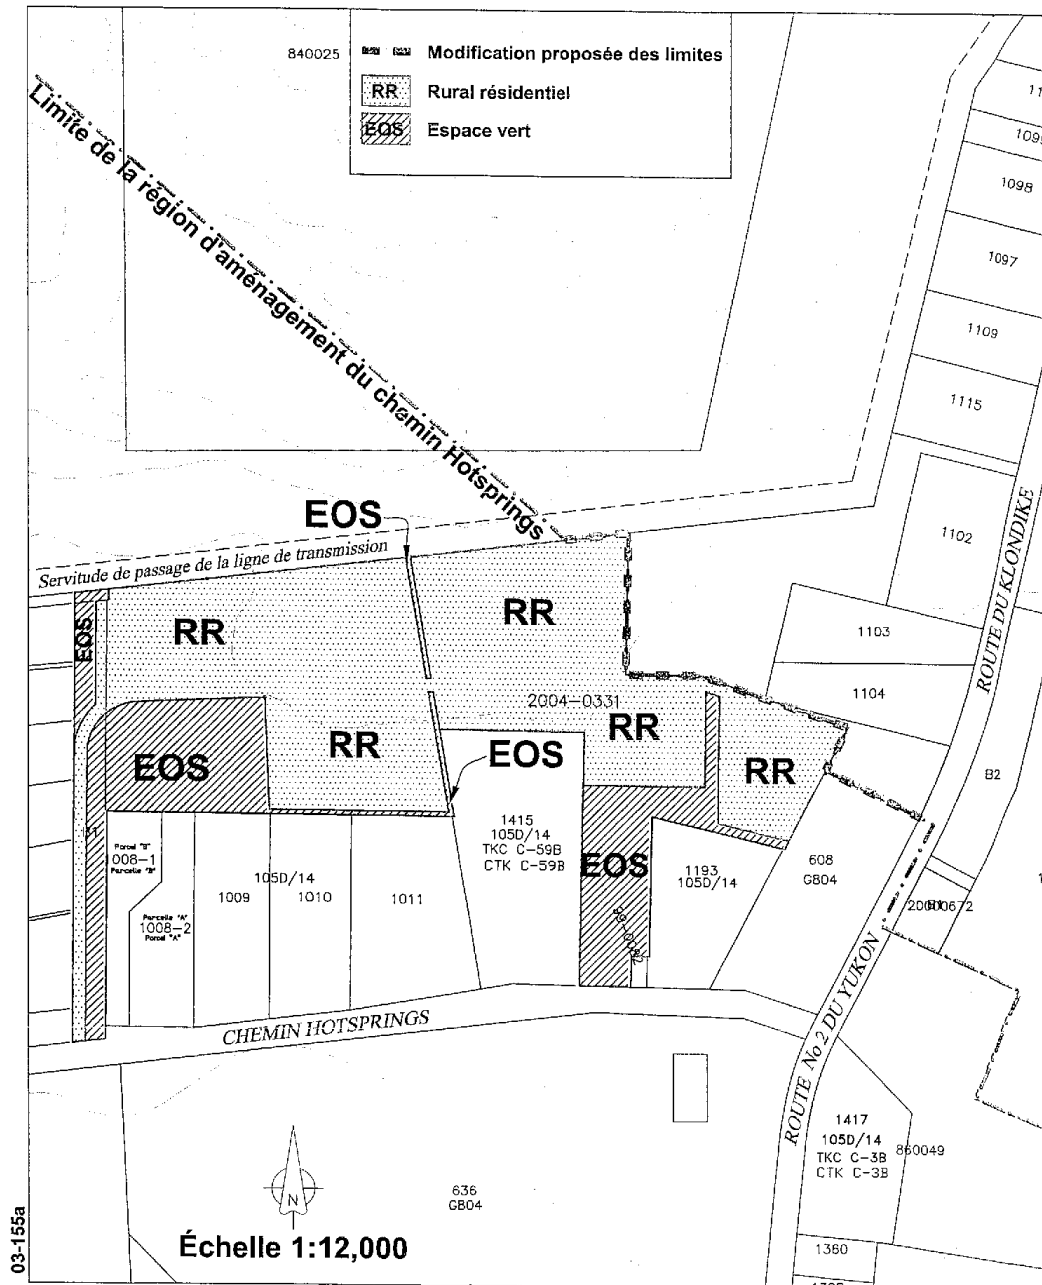 840025
Modification proposée des limites
RR Rural résidentiel
EOS Espace vert
Limite de la région d'aménagement du chemin Hotsprings
1098
1097
1109
1115
1102
1103
1104
ROUTE DU KLONDIKE
EOS
Servitude de passage de la ligne de transmission
EOS
RR
RR
2004-0331
RR
RR
RR
EOS
EOS
B2
1415
105D/14
TKC C-59B
CTK C-59B
EOS
1193
105D/14
608
GB04
Parcel "B"
008-1
Parcelle "B"
105D/14
1009
1010
1011
Parcelle "A"
1008-2
Parcel "A"
20000672
CHEMIN HOTSPRINGS
ROUTE No 2 DU YUKON
1417
105D/14
TKC C-3B
CTK C-3B
860049
636
GB04
N
Échelle 1:12,000
03-155a
1360